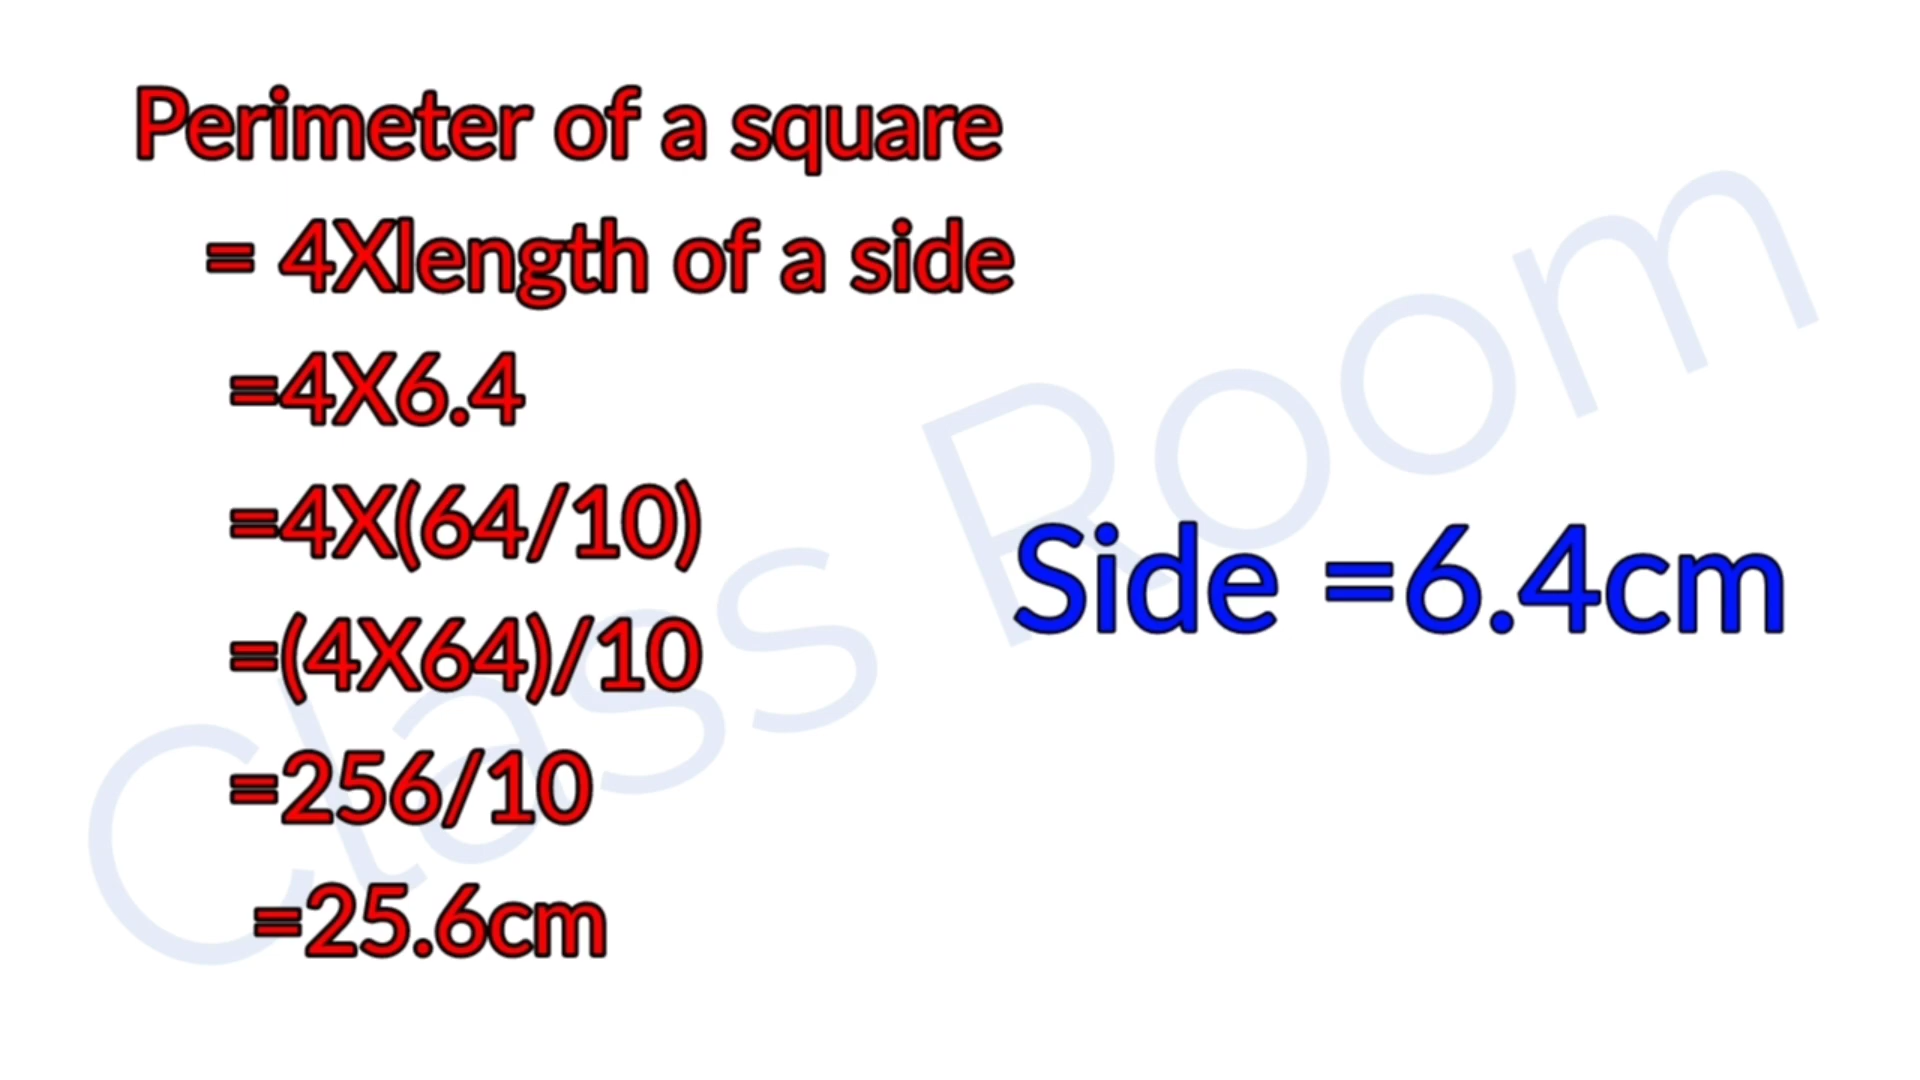 Perimeter of a square
= 4Xlength of a side
=4X6.4
=4X(64/10)
=(4X64)/10
=256/10
=25.6cm
Side =6.4cm
Class Room